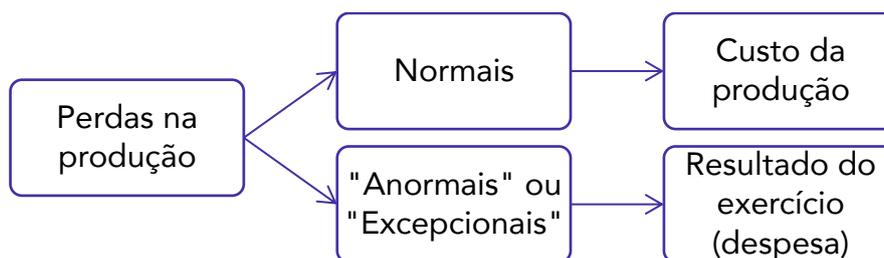 Perdas na
produção
Normais
Custo da
produção
"Anormais" ou
"Excepcionais"
Resultado do
exercício
(despesa)